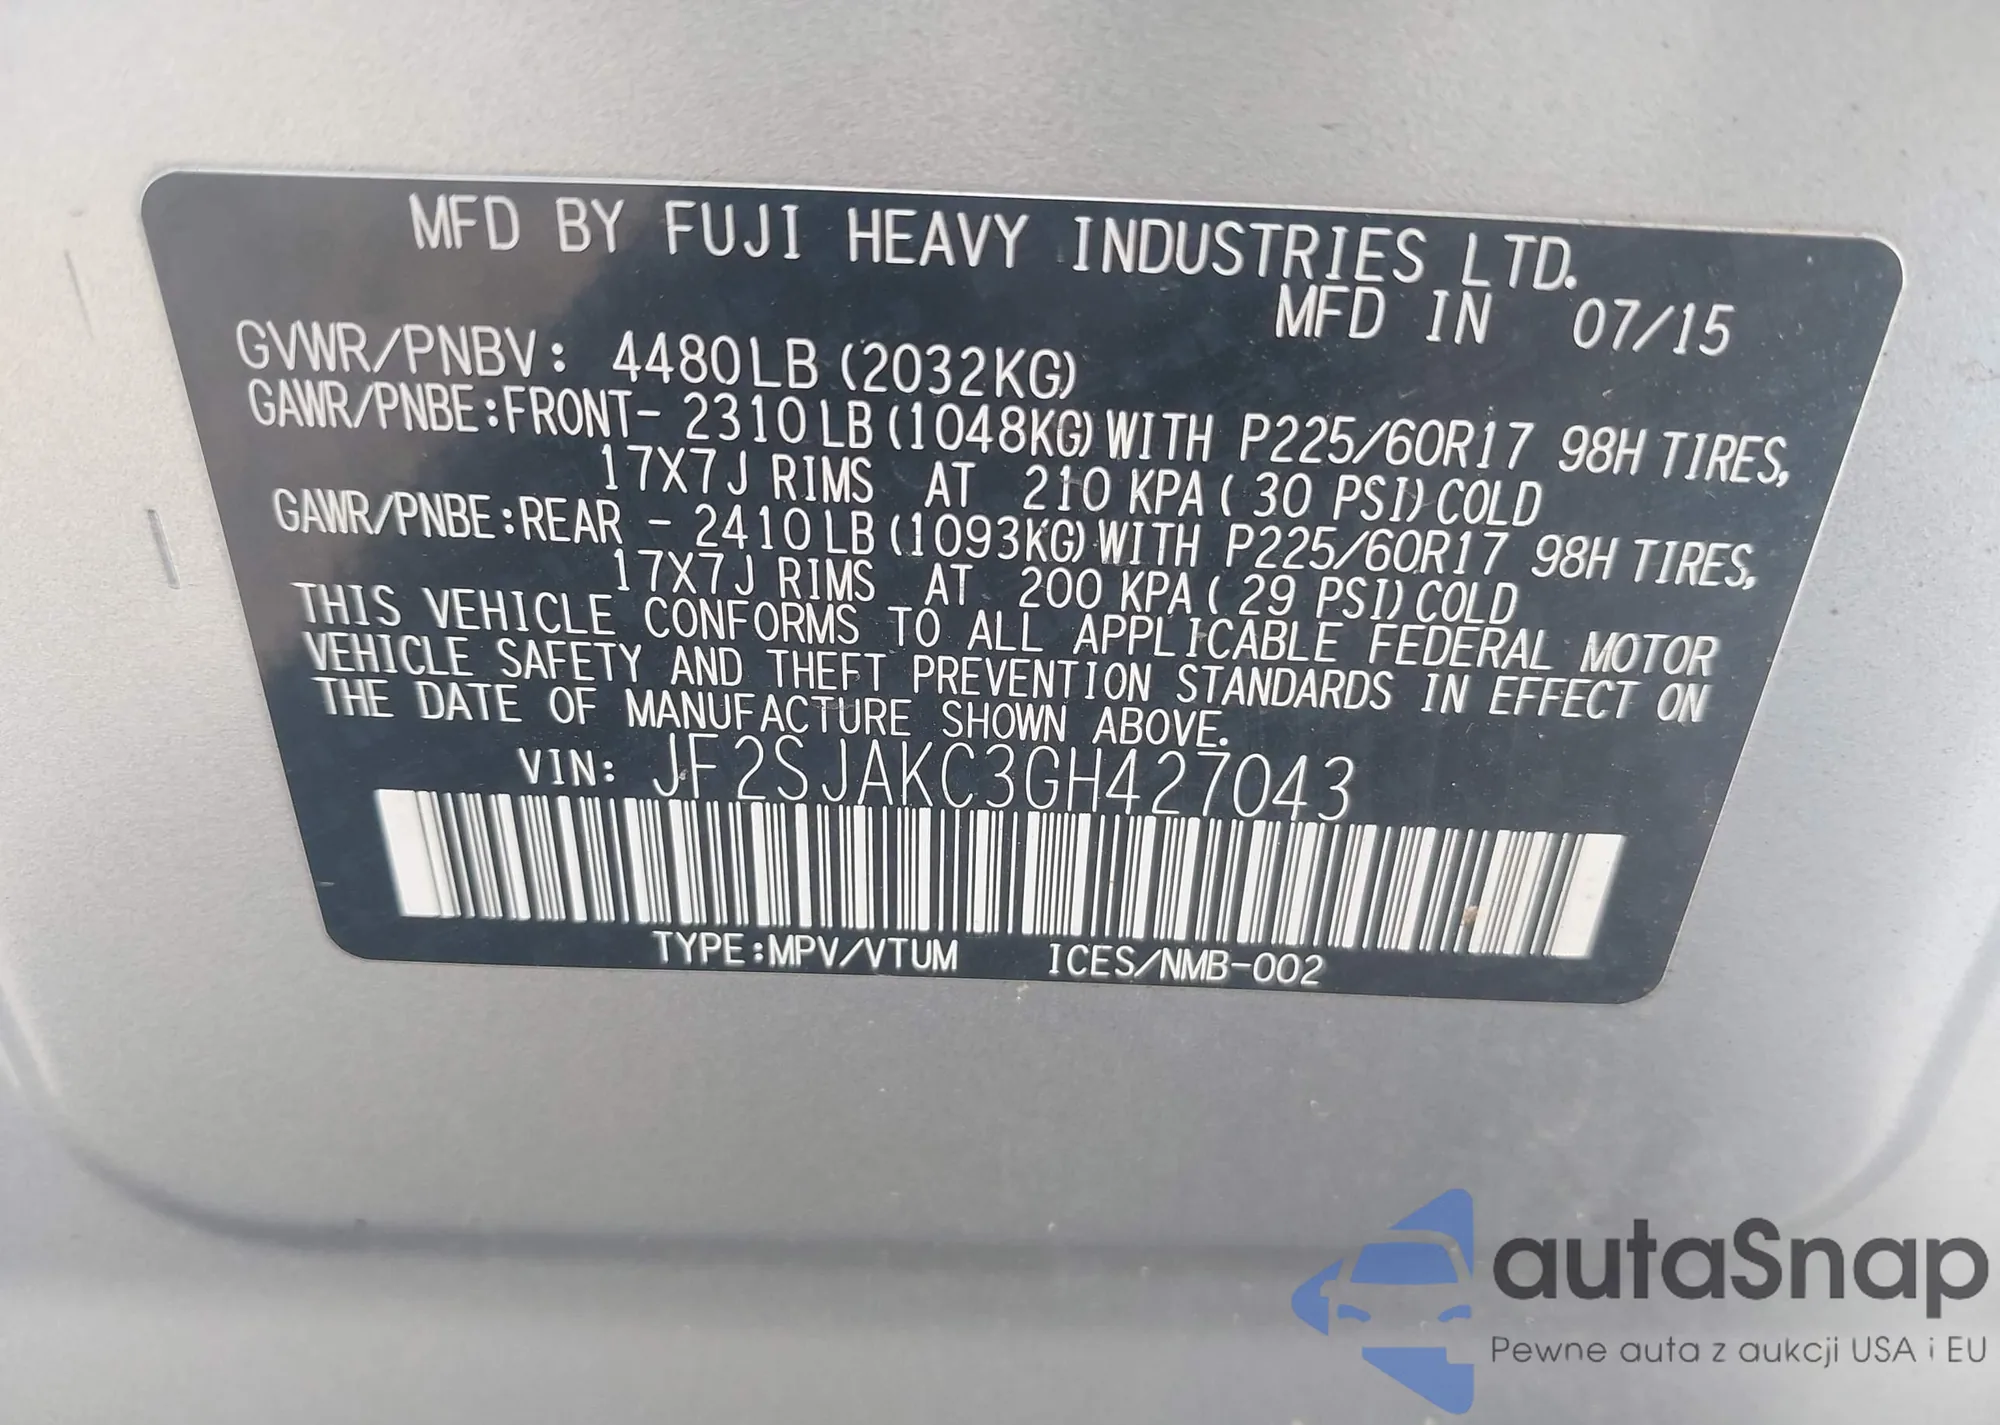 MFD BY FUJI HEAVY INDUSTRIES LTD.
MFD IN 07/15
GVWR/PNBV: 4480LB (2032KG)
GAWR/PNBE:FRONT- 2310LB (1048KG) WITH P225/60R17 98H TIRES,
17X7J RIMS AT 210 KPA ( 30 PSI) COLD
GAWR/PNBE:REAR - 2410LB (1093KG) WITH P225/60R17 98H TIRES,
17X7J RIMS AT 200 KPA ( 29 PSI) COLD
THIS VEHICLE CONFORMS TO ALL APPLICABLE FEDERAL MOTOR
VEHICLE SAFETY AND THEFT PREVENTION STANDARDS IN EFFECT ON
THE DATE OF MANUFACTURE SHOWN ABOVE.
VIN: JF2SJAKC3GH427043
TYPE:MPV/VTUM ICES/NMB-002
autaSnap
Pewne auta z aukcji USA i EU